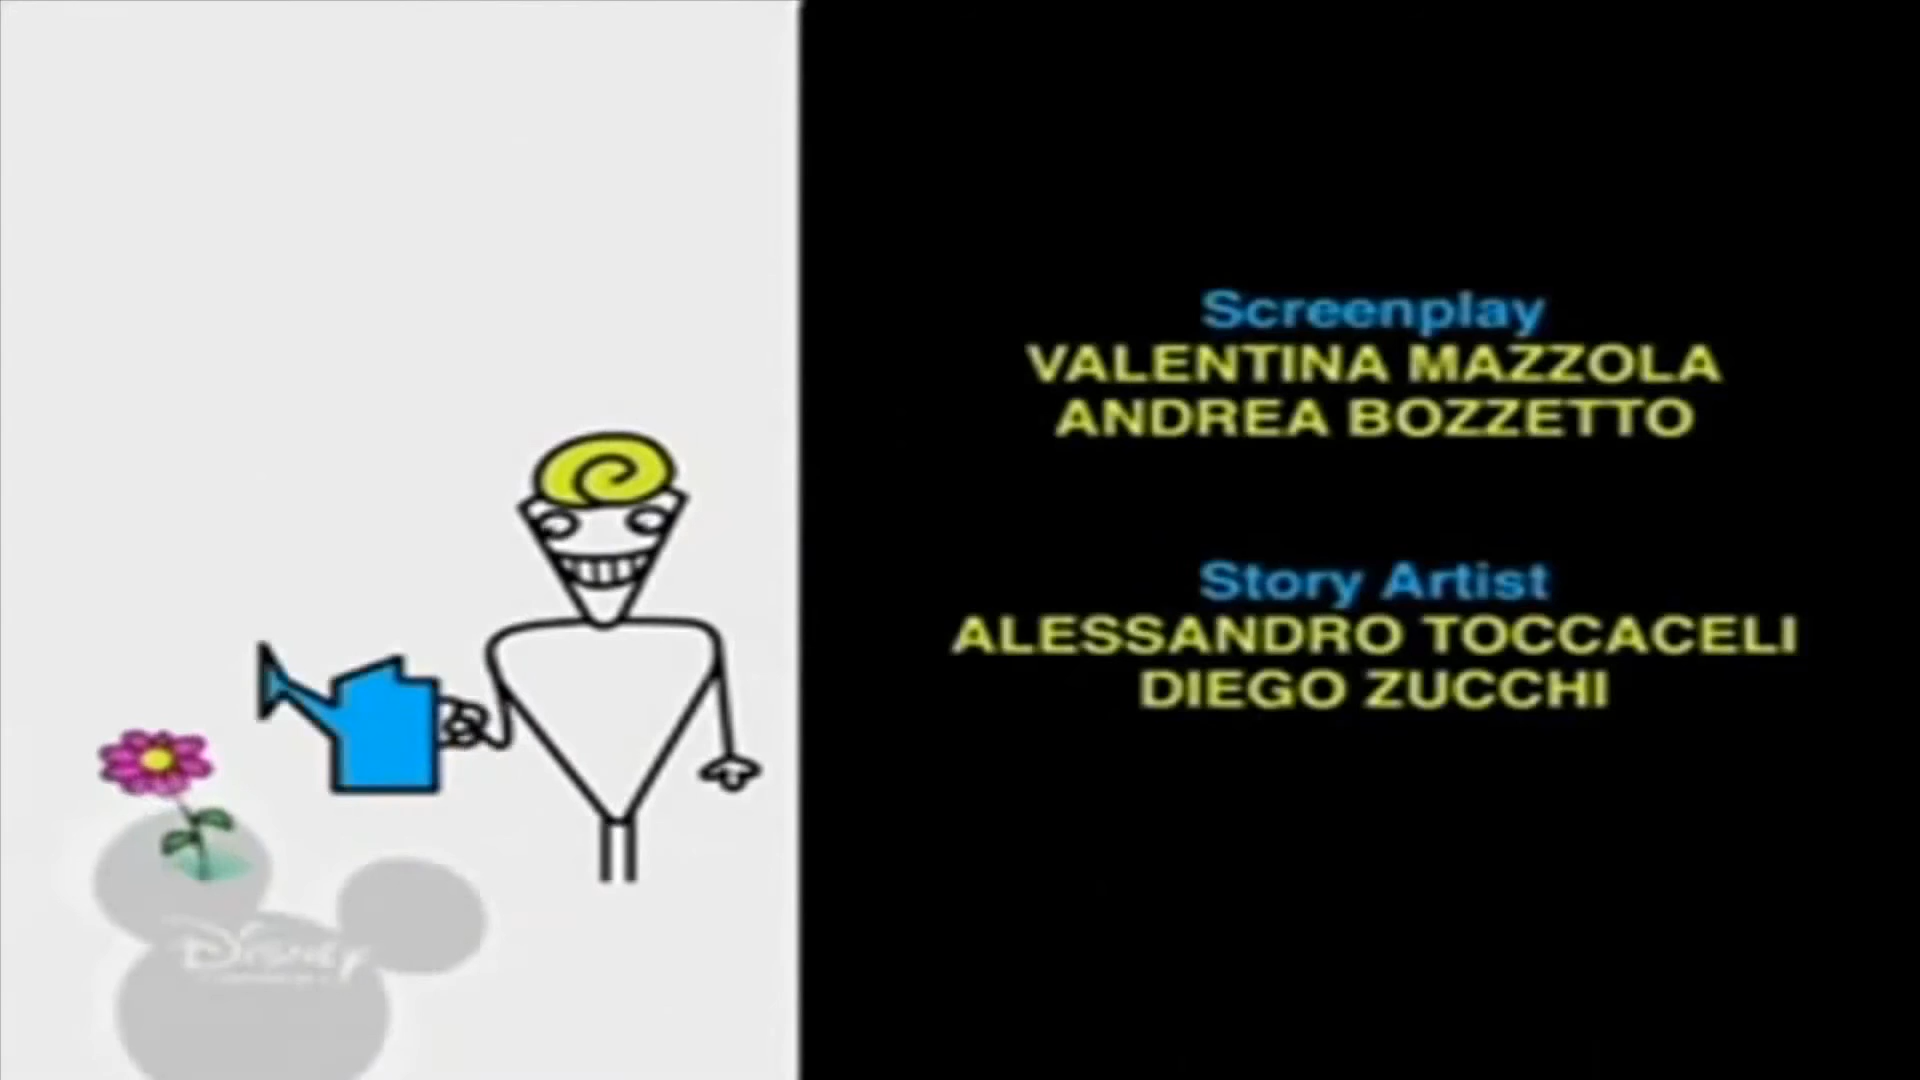 Screenplay
VALENTINA MAZZOLA
ANDREA BOZZETTO
Story Artist
ALESSANDRO TOCCACELI
DIEGO ZUCCHI
Disney